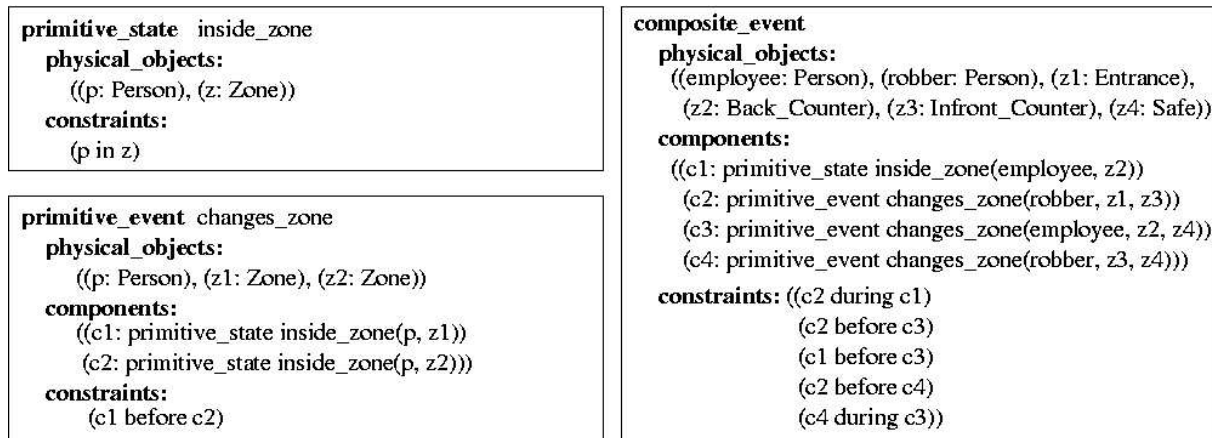 primitive_state inside_zone
physical_objects:
((p: Person), (z: Zone))
constraints:
(p in z)
primitive_event changes_zone
physical_objects:
((p: Person), (z1: Zone), (z2: Zone))
components:
((c1: primitive_state inside_zone(p, z1))
(c2: primitive_state inside_zone(p, z2)))
constraints:
(c1 before c2)
composite_event
physical_objects:
((employee: Person), (robber: Person), (z1: Entrance),
(z2: Back_Counter), (z3: Infront_Counter), (z4: Safe))
components:
((c1: primitive_state inside_zone(employee, z2))
(c2: primitive_event changes_zone(robber, z1, z3))
(c3: primitive_event changes_zone(employee, z2, z4))
(c4: primitive_event changes_zone(robber, z3, z4)))
constraints: ((c2 during c1)
(c2 before c3)
(c1 before c3)
(c2 before c4)
(c4 during c3))